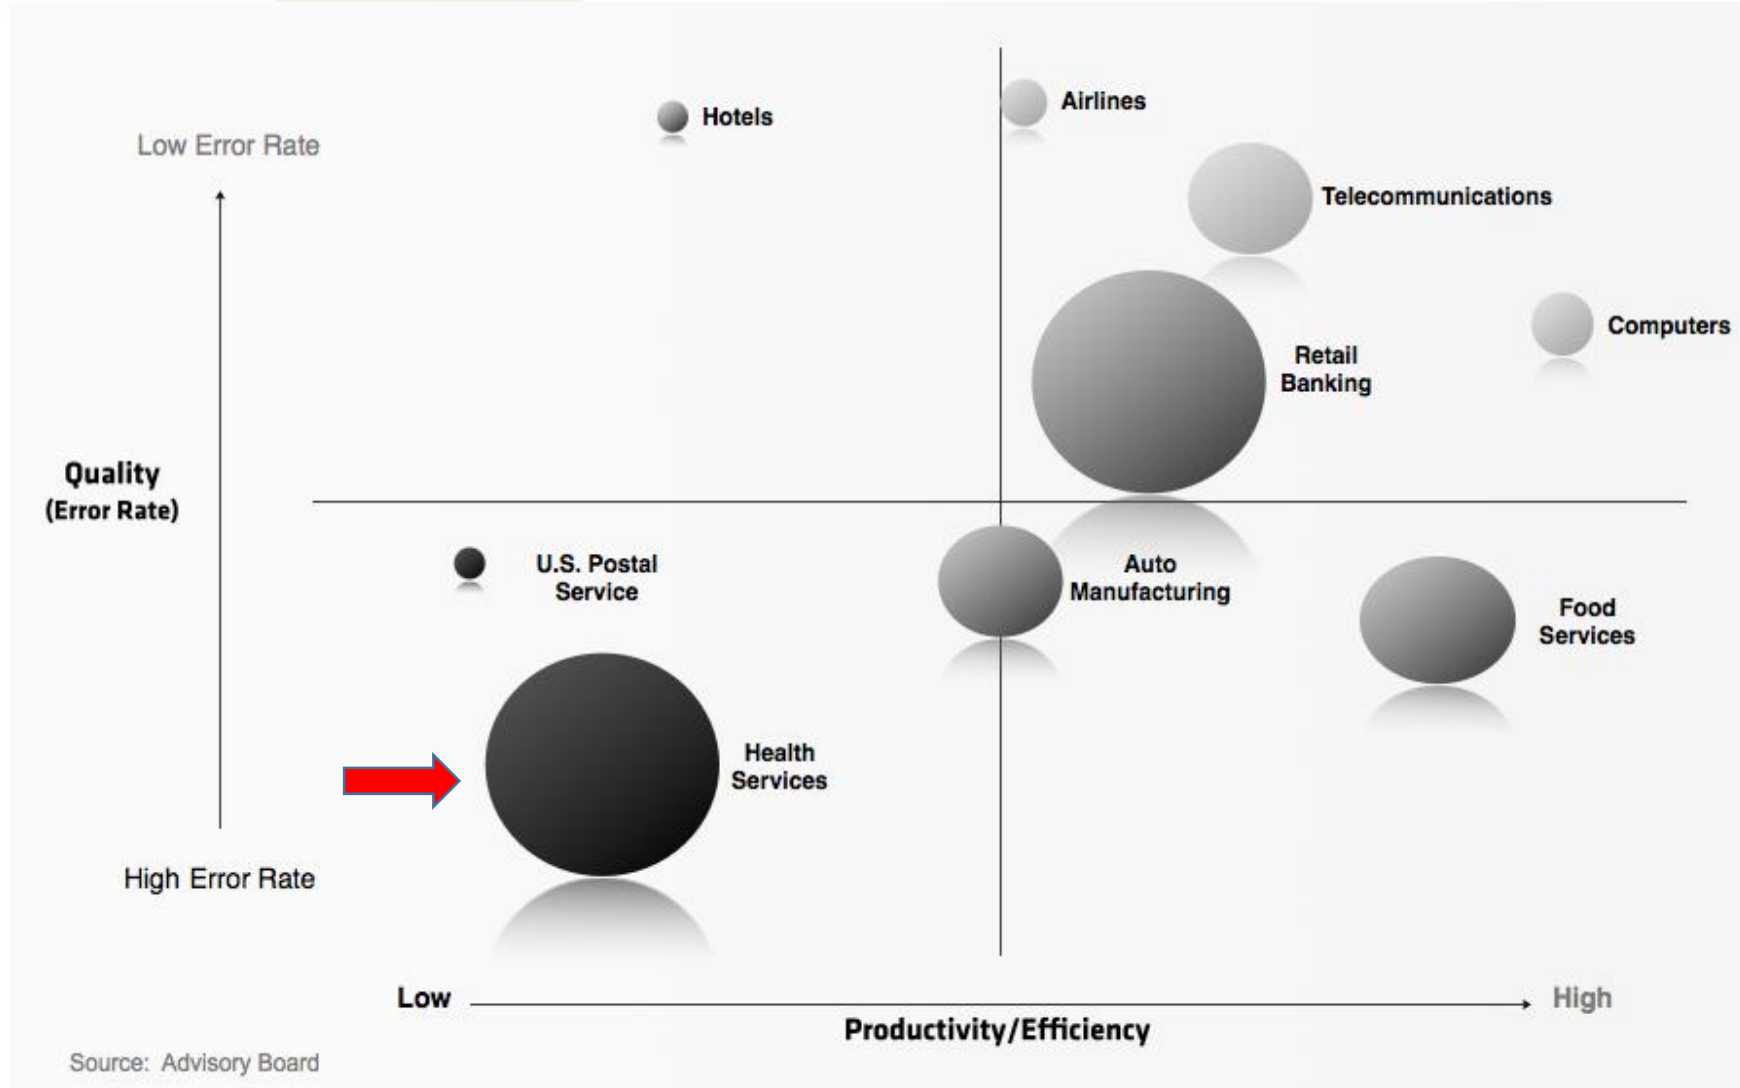 Hotels
Airlines
Low Error Rate
Telecommunications
Computers
Retail
Banking
Quality
(Error Rate)
U.S. Postal
Service
Auto
Manufacturing
Food
Services
Health
Services
High Error Rate
Low
High
Productivity/Efficiency
Source: Advisory Board